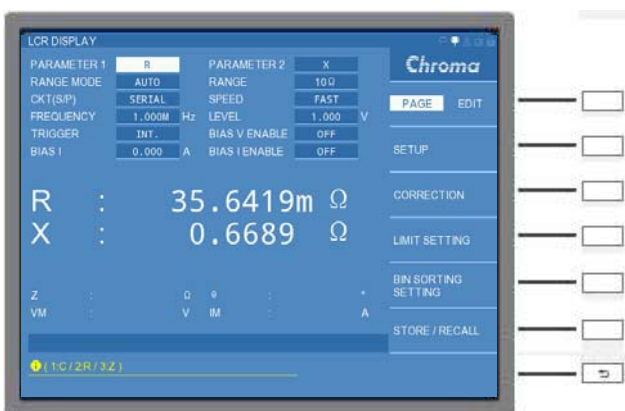 LCR DISPLAY
PARAMETER 1 R PARAMETER 2 X
RANGE MODE AUTO RANGE 10 Ω
CKT(S/P) SERIAL SPEED FAST
FREQUENCY 1.000M Hz LEVEL 1.000 V
TRIGGER INT. BIAS V ENABLE OFF
BIAS I 0.000 A BIAS I ENABLE OFF
R : 35.6419m Ω
X : 0.6689 Ω
Z : Ω θ : °
VM : V IM : A
( 1:C / 2:R / 3:Z )
Chroma
PAGE EDIT
SETUP
CORRECTION
LIMIT SETTING
BIN SORTING
SETTING
STORE / RECALL